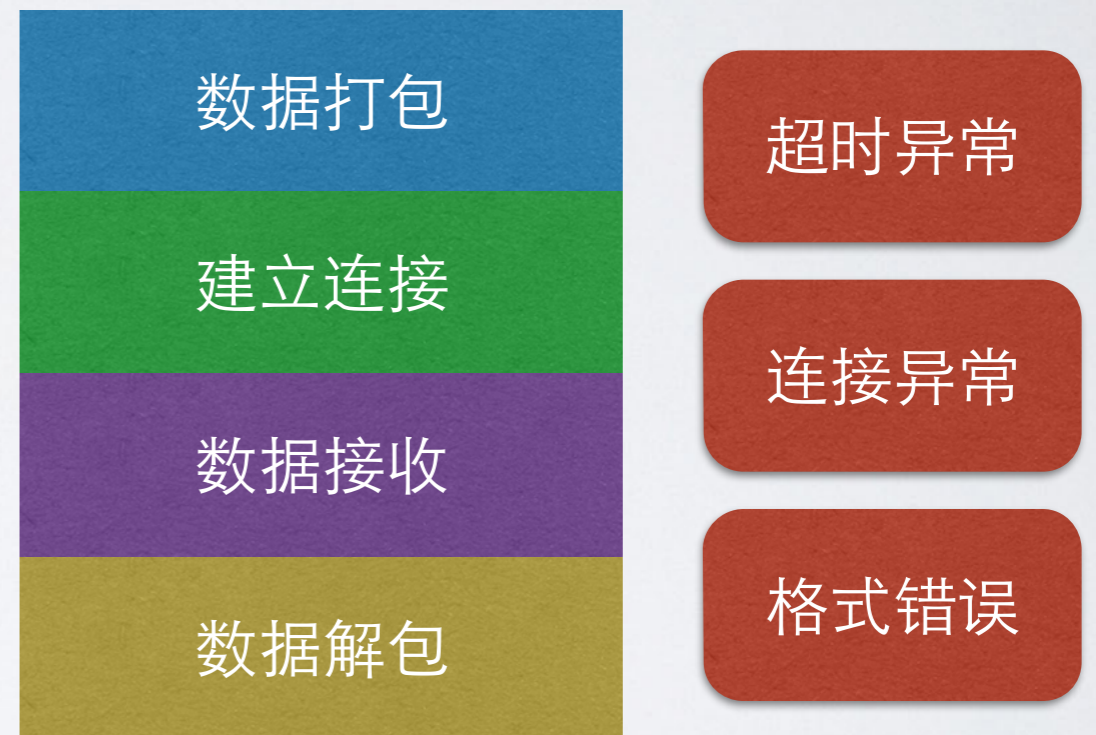 数据打包
建立连接
数据接收
数据解包
超时异常
连接异常
格式错误